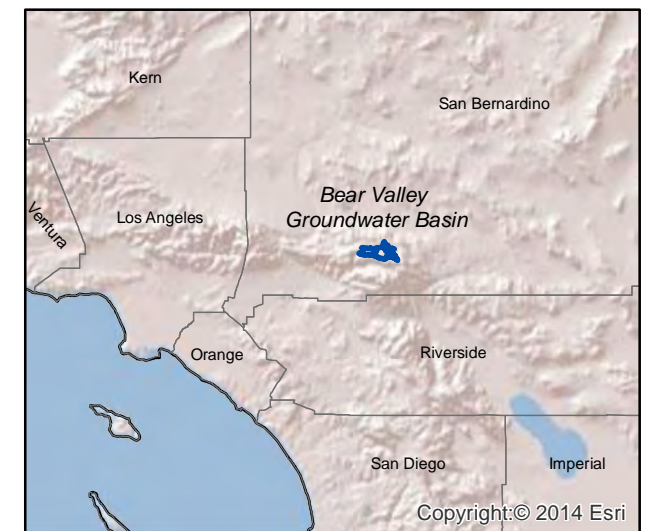 Kern
San Bernardino
Bear Valley
Groundwater Basin
Ventura
Los Angeles
Orange
Riverside
San Diego
Imperial
Copyright:© 2014 Esri